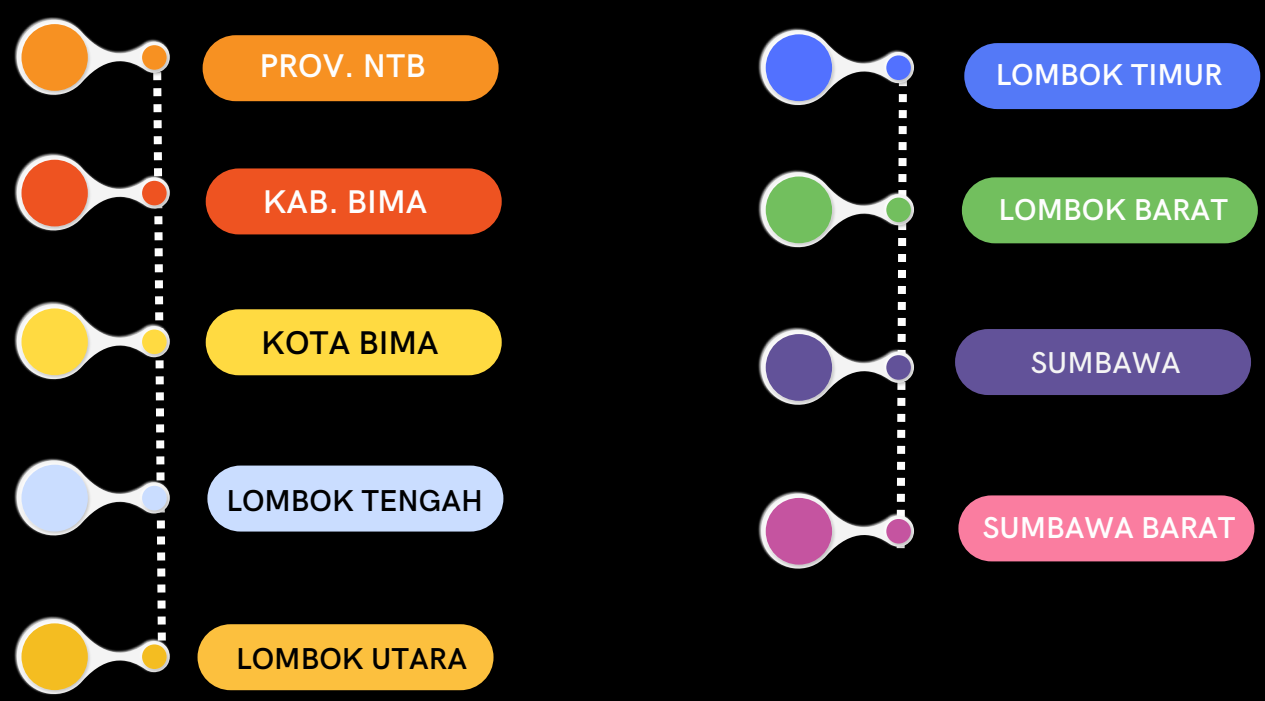 PROV. NTB
KAB. BIMA
KOTA BIMA
LOMBOK TENGAH
LOMBOK UTARA
LOMBOK TIMUR
LOMBOK BARAT
SUMBAWA
SUMBAWA BARAT